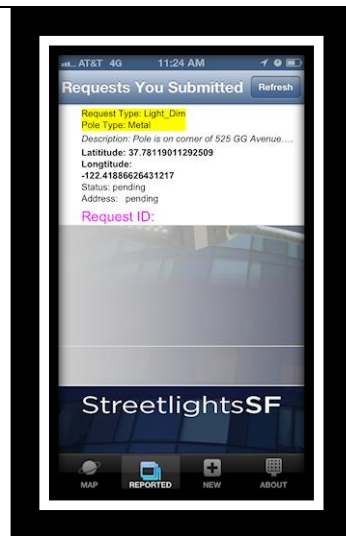 AT&T 4G 11:24 AM
Requests You Submitted Refresh
Request Type: Light_Dim
Pole Type: Metal
Description: Pole is on corner of 525 GG Avenue....
Latititude: 37.78119011292509
Longtitude:
-122.41886626431217
Status: pending
Address: pending
Request ID:
StreetlightsSF
MAP REPORTED NEW ABOUT